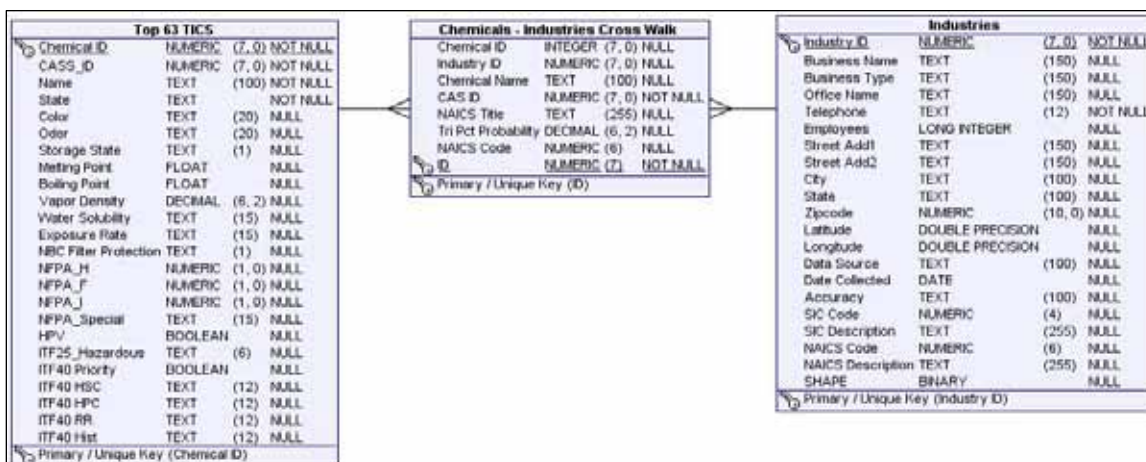 Top 63 TICS
Chemical ID NUMERIC (7, 0) NOT NULL
CASS_ID NUMERIC (7, 0) NOT NULL
Name TEXT (100) NOT NULL
State TEXT NOT NULL
Color TEXT (20) NULL
Odor TEXT (20) NULL
Storage State TEXT (1) NULL
Melting Point FLOAT NULL
Boiling Point FLOAT NULL
Vapor Density DECIMAL (6, 2) NULL
Water Solubility TEXT (15) NULL
Exposure Rate TEXT (15) NULL
NBC Filter Protection TEXT (1) NULL
NFPA_H NUMERIC (1, 0) NULL
NFPA_F NUMERIC (1, 0) NULL
NFPA_I NUMERIC (1, 0) NULL
NFPA_Special TEXT (15) NULL
HPV BOOLEAN NULL
ITF25_Hazardous TEXT (6) NULL
ITF40 Priority BOOLEAN NULL
ITF40 HSC TEXT (12) NULL
ITF40 HPC TEXT (12) NULL
ITF40 RR TEXT (12) NULL
ITF40 Hist TEXT (12) NULL
Primary / Unique Key (Chemical ID)
Chemicals - Industries Cross Walk
Chemical ID INTEGER (7, 0) NULL
Industry ID NUMERIC (7, 0) NULL
Chemical Name TEXT (100) NULL
CAS ID NUMERIC (7, 0) NOT NULL
NAICS Title TEXT (255) NULL
Tri Pct Probability DECIMAL (6, 2) NULL
NAICS Code NUMERIC (6) NULL
ID NUMERIC (7) NOT NULL
Primary / Unique Key (ID)
Industries
Industry ID NUMERIC (7, 0) NOT NULL
Business Name TEXT (150) NULL
Business Type TEXT (150) NULL
Office Name TEXT (150) NULL
Telephone TEXT (12) NOT NULL
Employees LONG INTEGER NULL
Street Add1 TEXT (150) NULL
Street Add2 TEXT (150) NULL
City TEXT (100) NULL
State TEXT (100) NULL
Zipcode NUMERIC (10, 0) NULL
Latitude DOUBLE PRECISION NULL
Longitude DOUBLE PRECISION NULL
Data Source TEXT (100) NULL
Date Collected DATE NULL
Accuracy TEXT (100) NULL
SIC Code NUMERIC (4) NULL
SIC Description TEXT (255) NULL
NAICS Code NUMERIC (6) NULL
NAICS Description TEXT (255) NULL
SHAPE BINARY NULL
Primary / Unique Key (Industry ID)